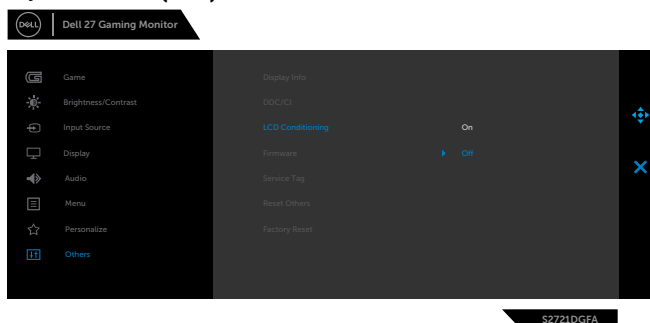 DELL Dell 27 Gaming Monitor
Game Display Info
Brightness/Contrast DDC/CI
Input Source LCD Conditioning On
Display Firmware Off
Audio Service Tag
Menu Reset Others
Personalize Factory Reset
Others
S2721DGFA